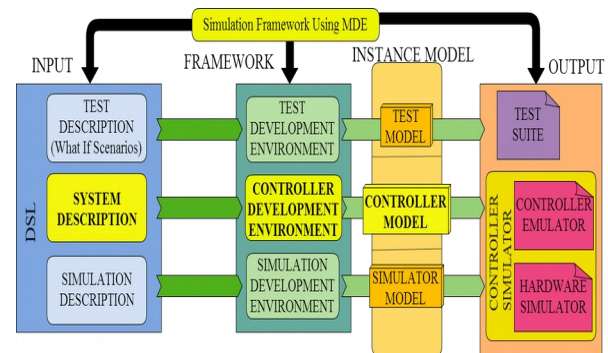 Simulation Framework Using MDE
INPUT
FRAMEWORK
INSTANCE MODEL
OUTPUT
DSL
TEST
DESCRIPTION
(What If Scenarios)
TEST
DEVELOPMENT
ENVIRONMENT
TEST
MODEL
TEST
SUITE
SYSTEM
DESCRIPTION
CONTROLLER
DEVELOPMENT
ENVIRONMENT
CONTROLLER
MODEL
CONTROLLER
SIMULATOR
CONTROLLER
EMULATOR
SIMULATION
DESCRIPTION
SIMULATION
DEVELOPMENT
ENVIRONMENT
SIMULATOR
MODEL
HARDWARE
SIMULATOR